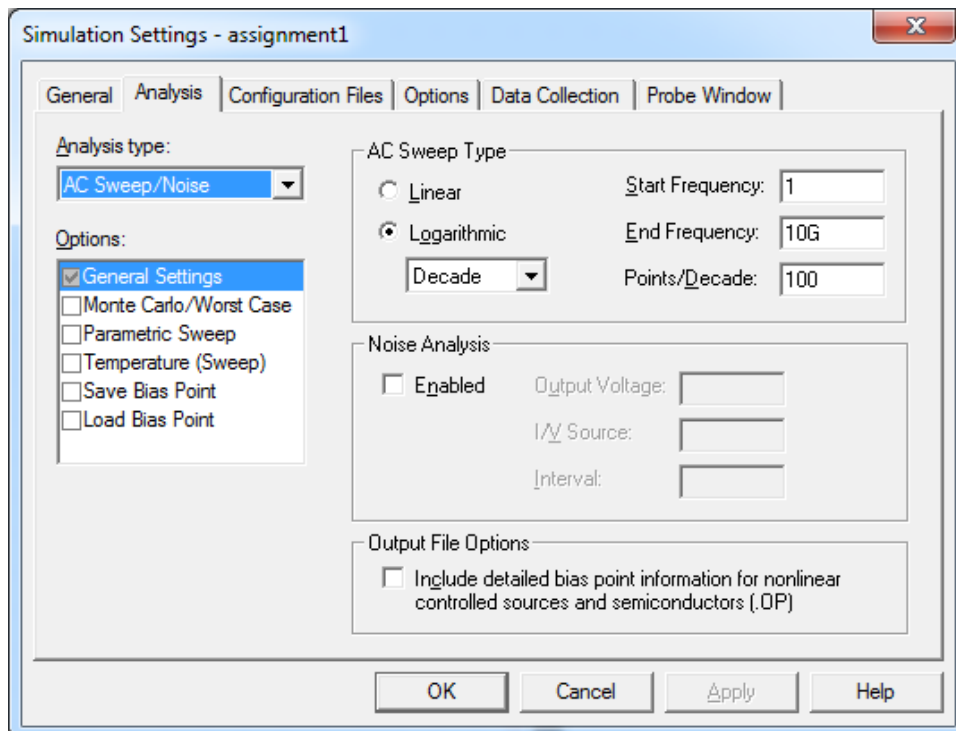 Simulation Settings - assignment1
General Analysis Configuration Files Options Data Collection Probe Window
Analysis type:
AC Sweep/Noise
Options:
General Settings
Monte Carlo/Worst Case
Parametric Sweep
Temperature (Sweep)
Save Bias Point
Load Bias Point
AC Sweep Type
Linear
Logarithmic
Decade
Start Frequency: 1
End Frequency: 10G
Points/Decade: 100
Noise Analysis
Enabled
Output Voltage:
I/V Source:
Interval:
Output File Options
Include detailed bias point information for nonlinear
controlled sources and semiconductors (.OP)
OK Cancel Apply Help